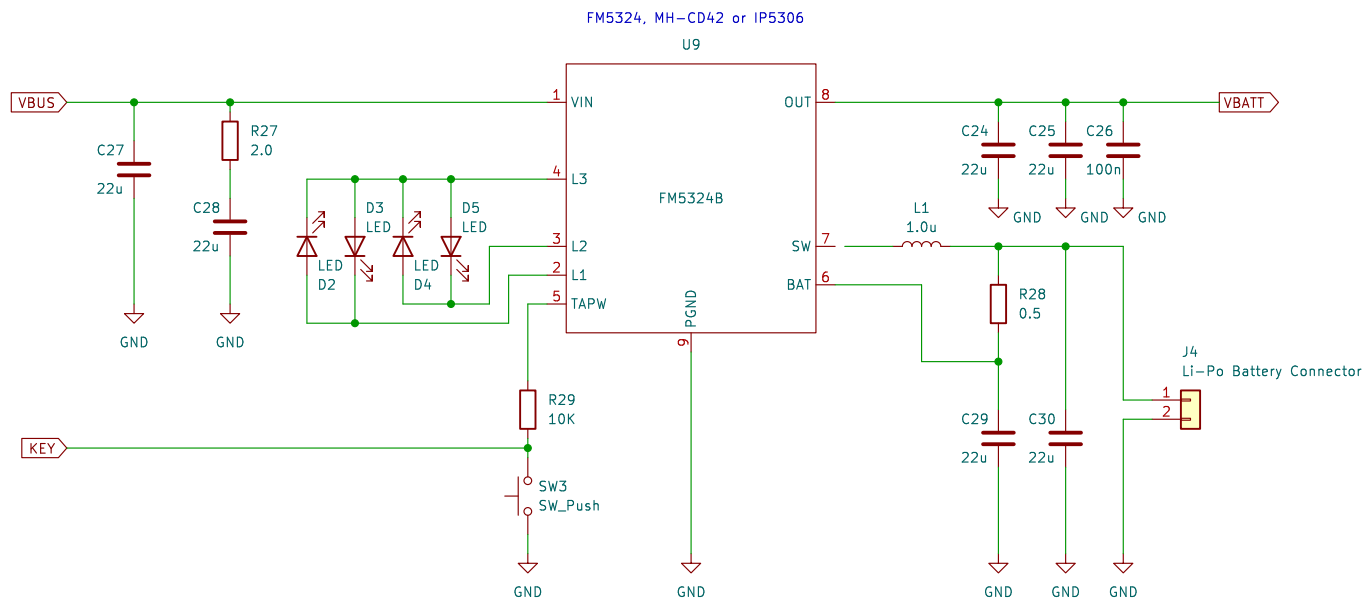 FM5324, MH-CD42 or IP5306
U9
VBUS
1
VIN
OUT
8
VBATT
R27
2.0
C27
22u
C28
22u
GND
GND
4
L3
D3
LED
D5
LED
LED
D2
LED
D4
3
L2
2
L1
5
TAPW
FM5324B
PGND
9
SW
7
BAT
6
C24
22u
C25
22u
C26
100n
GND
GND
GND
L1
1.0u
R28
0.5
J4
Li-Po Battery Connector
1
2
C29
22u
C30
22u
R29
10K
KEY
SW3
SW_Push
GND
GND
GND
GND
GND